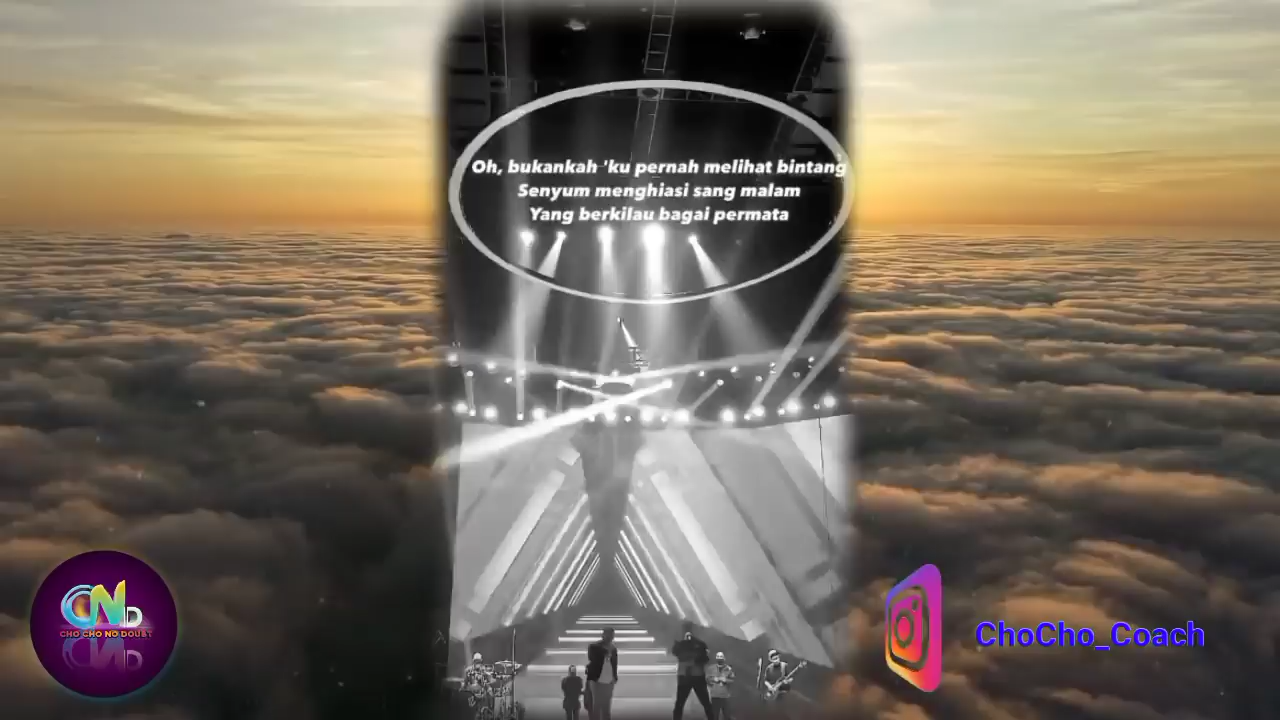 Oh, bukankah 'ku pernah melihat bintang
Senyum menghiasi sang malam
Yang berkilau bagai permata
CND
CHO CHO NO DOUBT
ChoCho_Coach